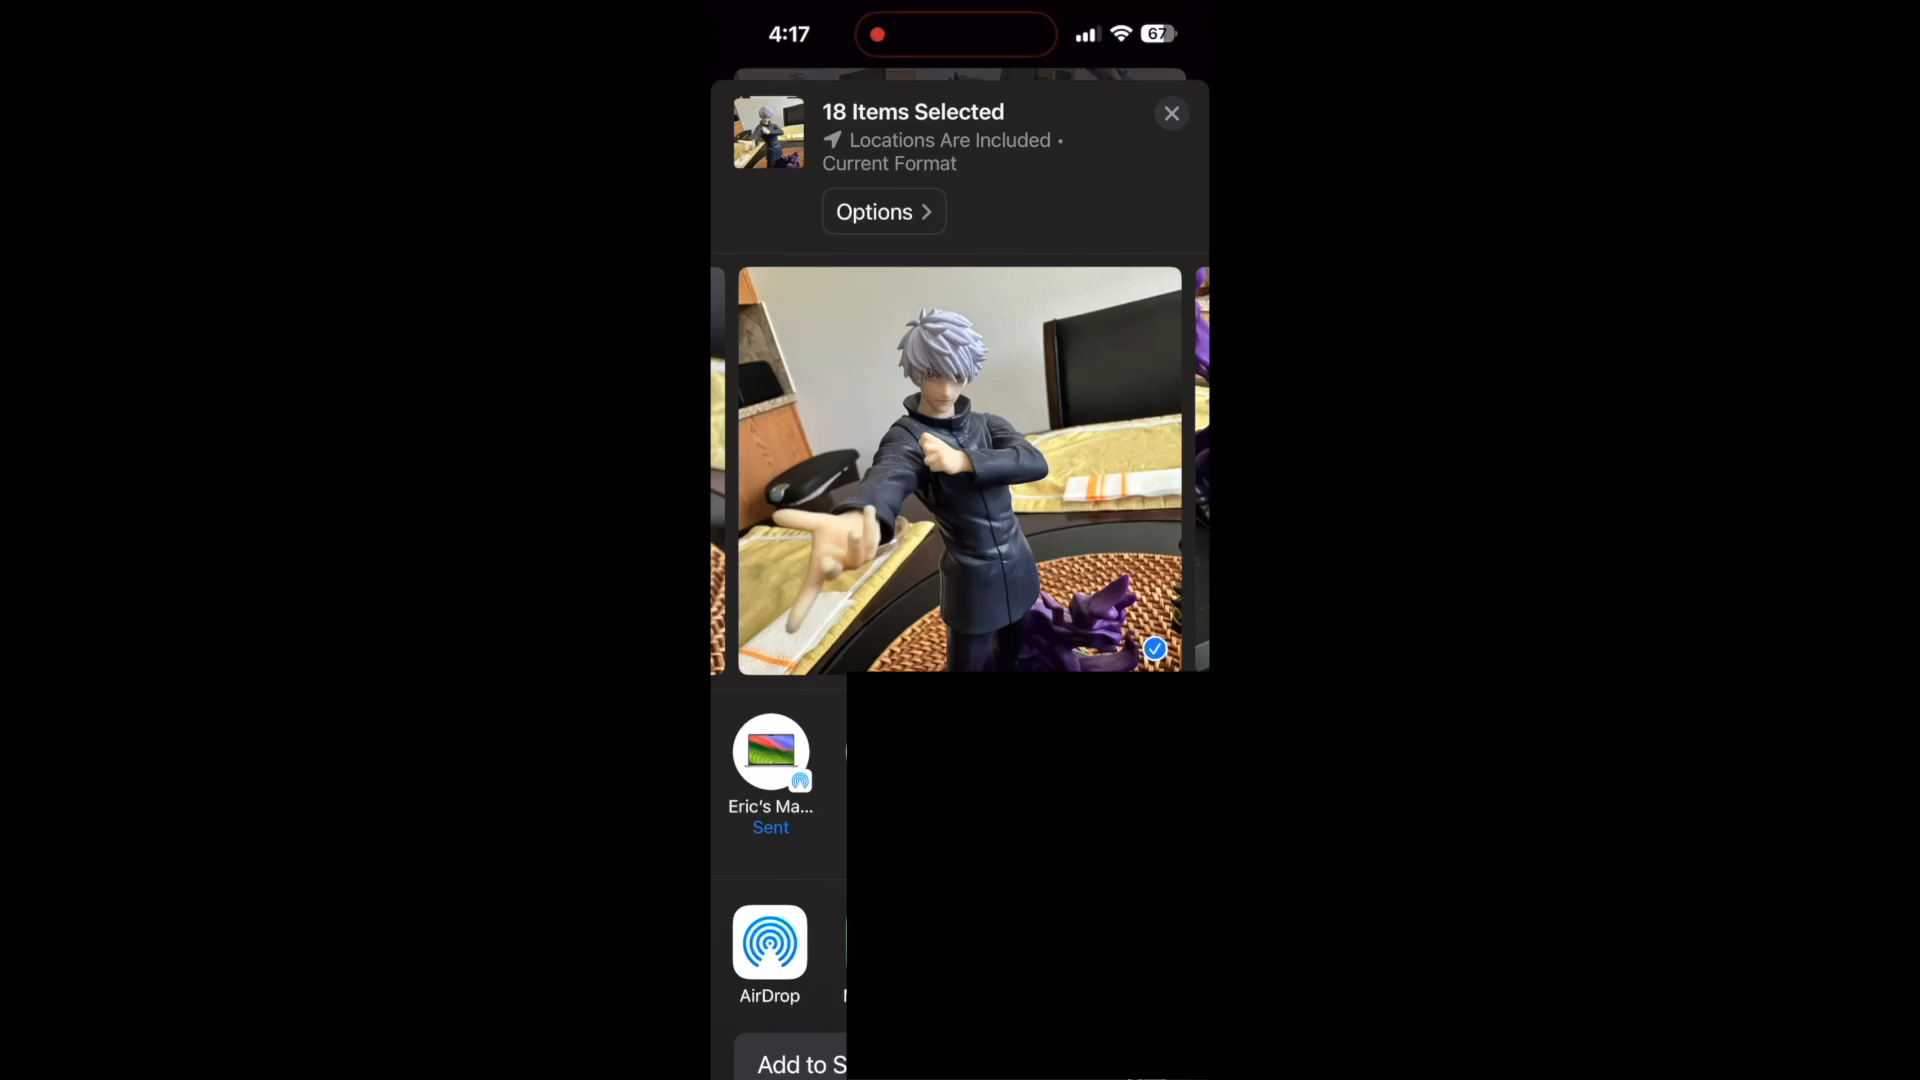 4:17
67
18 Items Selected
Locations Are Included •
Current Format
Options
Eric's Ma...
Sent
AirDrop
Add to S